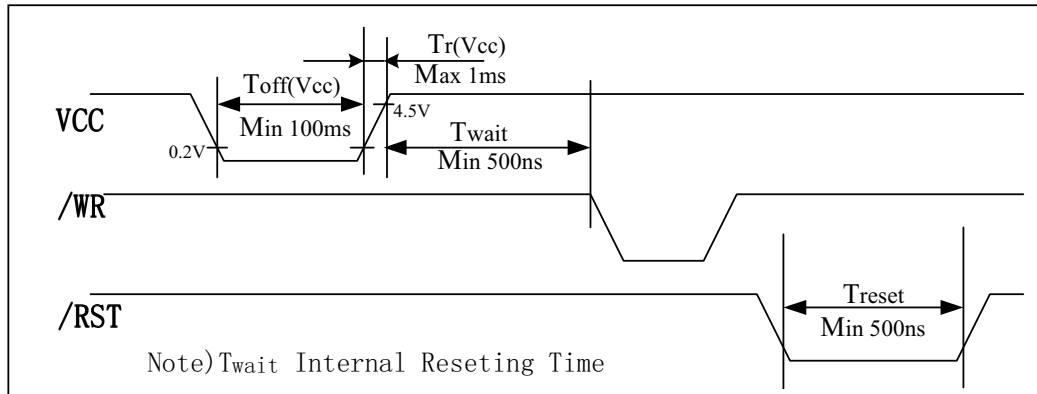 Tr(Vcc)
Max 1ms
Toff(Vcc)
Min 100ms
VCC
4.5V
0.2V
Twait
Min 500ns
/WR
/RST
Treset
Min 500ns
Note)Twait Internal Reseting Time